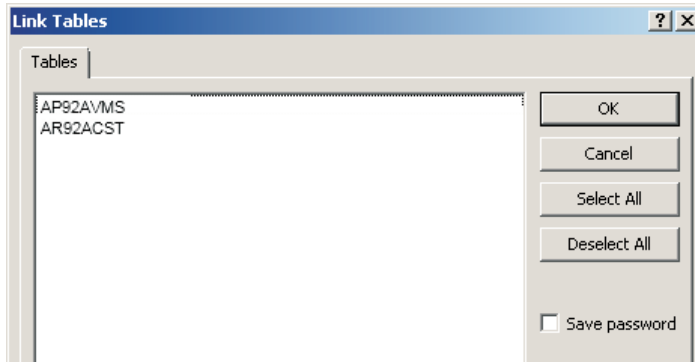 Link Tables
Tables
AP92AVMS
AR92ACST
OK
Cancel
Select All
Deselect All
Save password